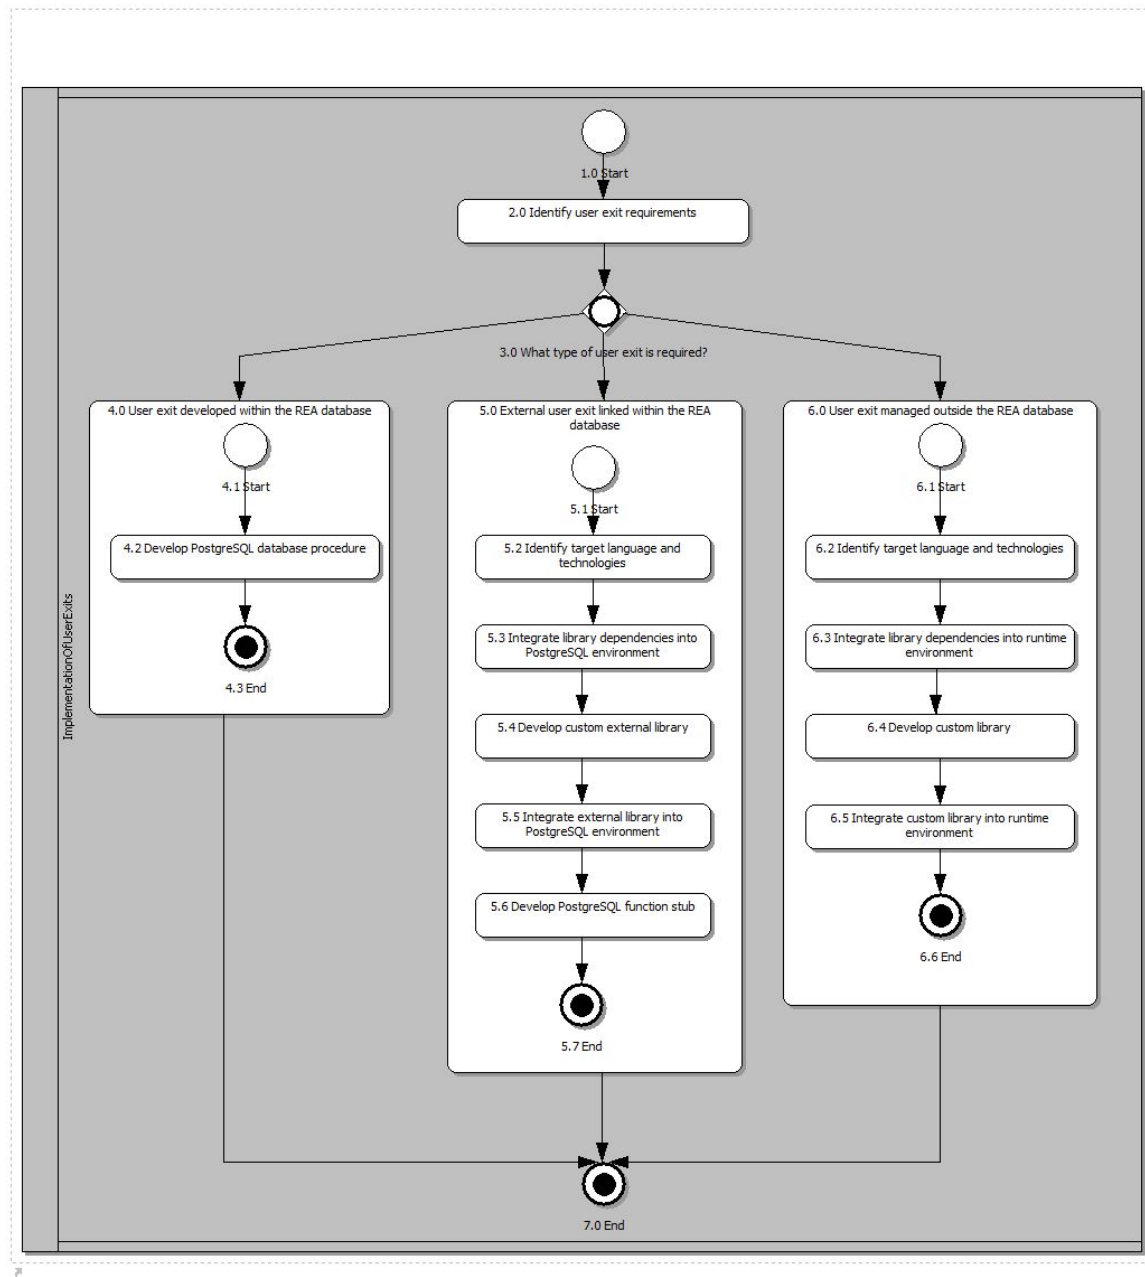 1.0 Start
2.0 Identify user exit requirements
3.0 What type of user exit is required?
4.0 User exit developed within the REA database
4.1 Start
4.2 Develop PostgreSQL database procedure
4.3 End
5.0 External user exit linked within the REA
database
5.1 Start
5.2 Identify target language and
technologies
5.3 Integrate library dependencies into
PostgreSQL environment
5.4 Develop custom external library
5.5 Integrate external library into
PostgreSQL environment
5.6 Develop PostgreSQL function stub
5.7 End
6.0 User exit managed outside the REA database
6.1 Start
6.2 Identify target language and technologies
6.3 Integrate library dependencies into runtime
environment
6.4 Develop custom library
6.5 Integrate custom library into runtime
environment
6.6 End
7.0 End
ImplementationOfUserExits